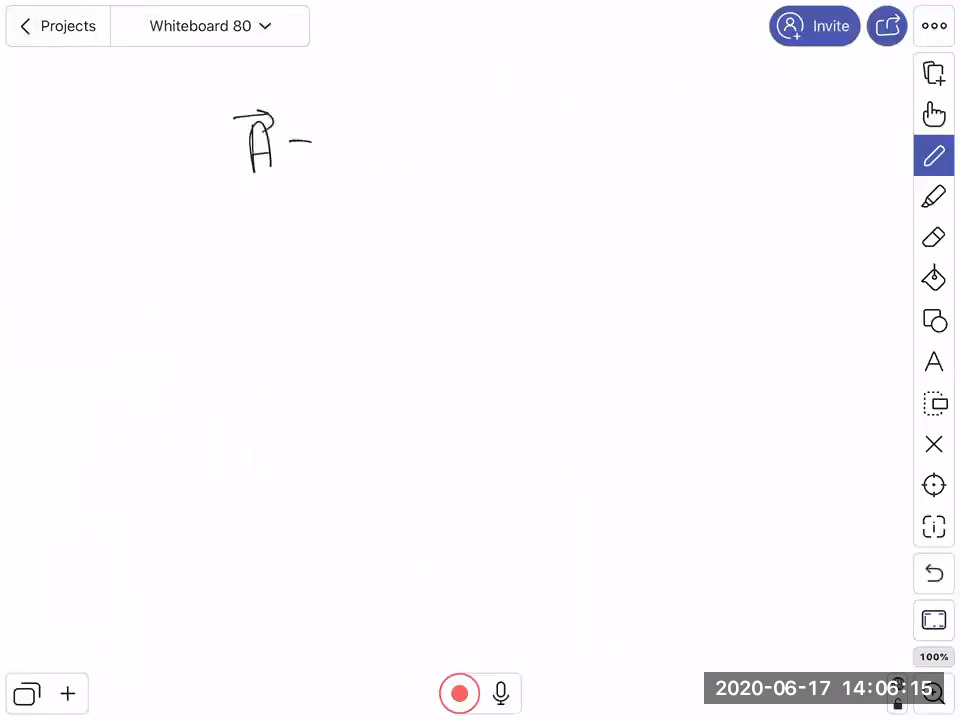 Projects
Whiteboard 80
Invite
A⃗ -
A
100%
2020-06-17 14:06:15